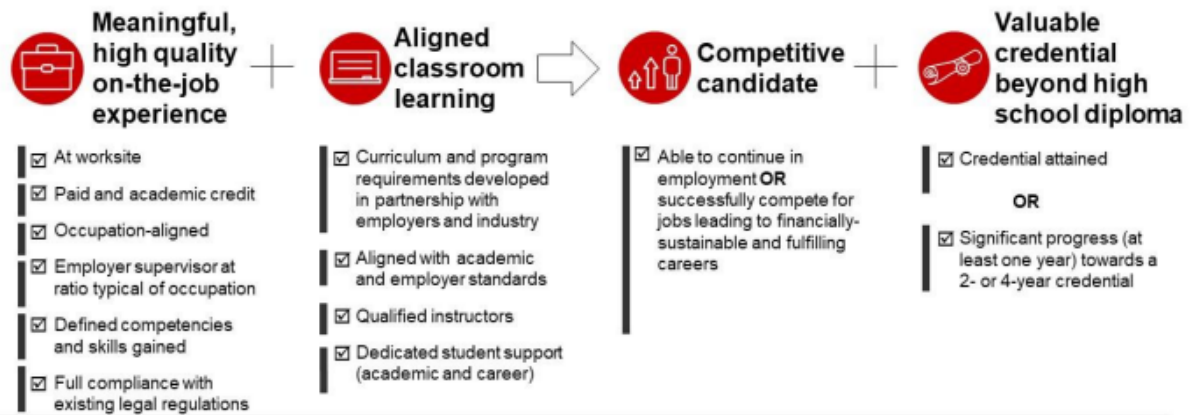 Meaningful,
high quality
on-the-job
experience
☑ At worksite
☑ Paid and academic credit
☑ Occupation-aligned
☑ Employer supervisor at
ratio typical of occupation
☑ Defined competencies
and skills gained
☑ Full compliance with
existing legal regulations
Aligned
classroom
learning
☑ Curriculum and program
requirements developed
in partnership with
employers and industry
☑ Aligned with academic
and employer standards
☑ Qualified instructors
☑ Dedicated student support
(academic and career)
Competitive
candidate
☑ Able to continue in
employment OR
successfully compete for
jobs leading to financially-
sustainable and fulfilling
careers
Valuable
credential
beyond high
school diploma
☑ Credential attained
OR
☑ Significant progress (at
least one year) towards a
2- or 4-year credential